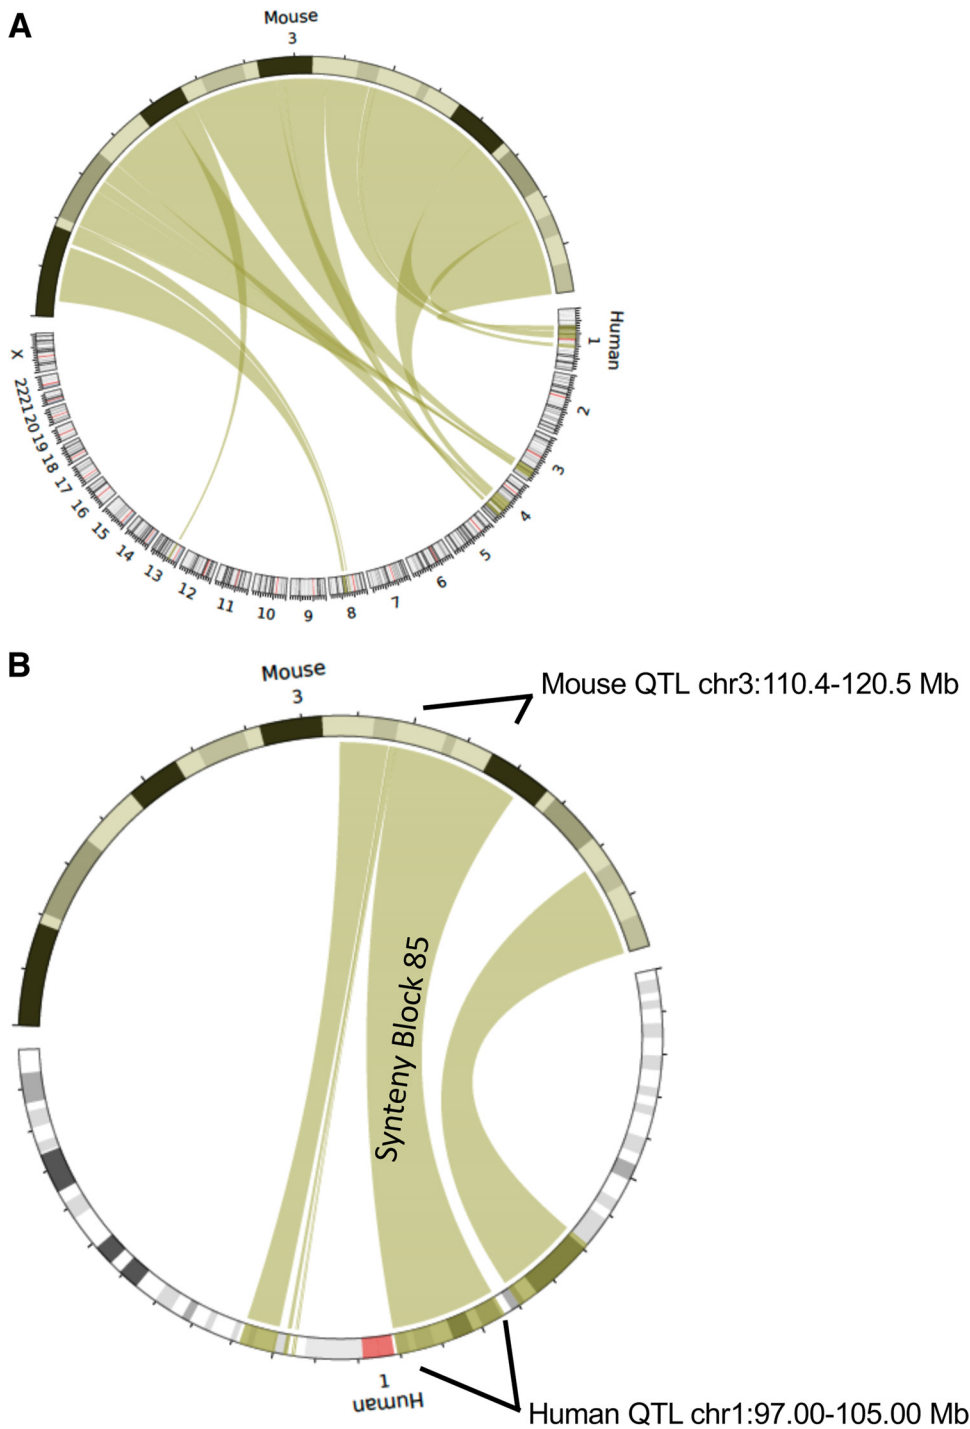 A
Mouse
3
Human
1
2
3
4
5
6
7
8
9
10
11
12
13
14
15
16
17
18
19
20
21
22
X
B
Mouse
3
Mouse QTL chr3:110.4-120.5 Mb
Synteny Block 85
1
Human
Human QTL chr1:97.00-105.00 Mb